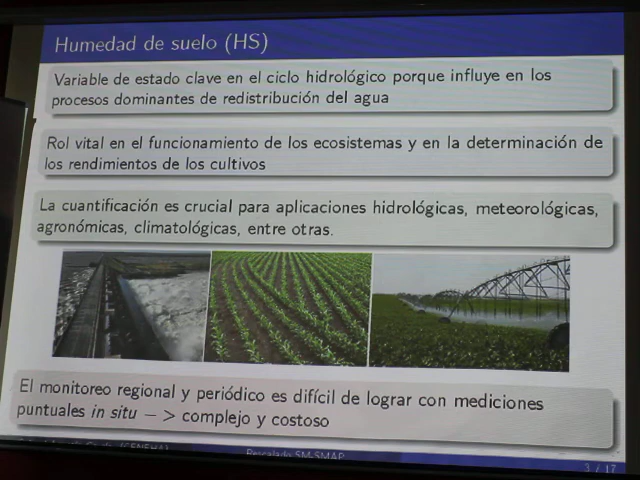 Humedad de suelo (HS)
Variable de estado clave en el ciclo hidrológico porque influye en los
procesos dominantes de redistribución del agua
Rol vital en el funcionamiento de los ecosistemas y en la determinación de
los rendimientos de los cultivos
La cuantificación es crucial para aplicaciones hidrológicas, meteorológicas,
agronómicas, climatológicas, entre otras.
El monitoreo regional y periódico es difícil de lograr con mediciones
puntuales in situ − > complejo y costoso
Rescalado SM-SMAP
3 / 17